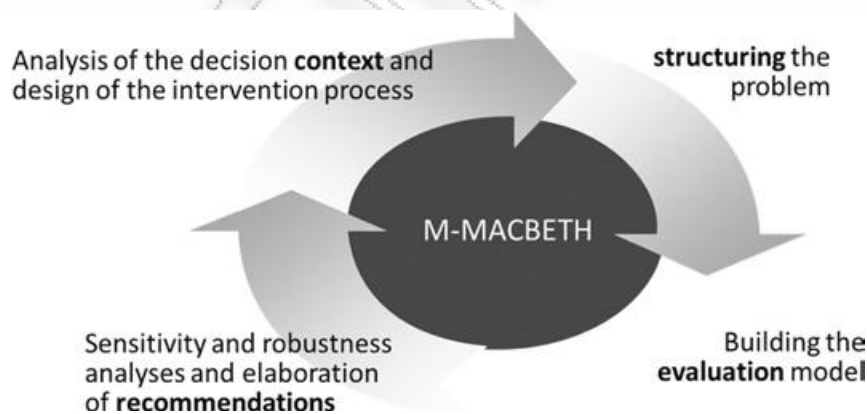 Analysis of the decision context and
design of the intervention process
structuring the
problem
M-MACBETH
Sensitivity and robustness
analyses and elaboration
of recommendations
Building the
evaluation model